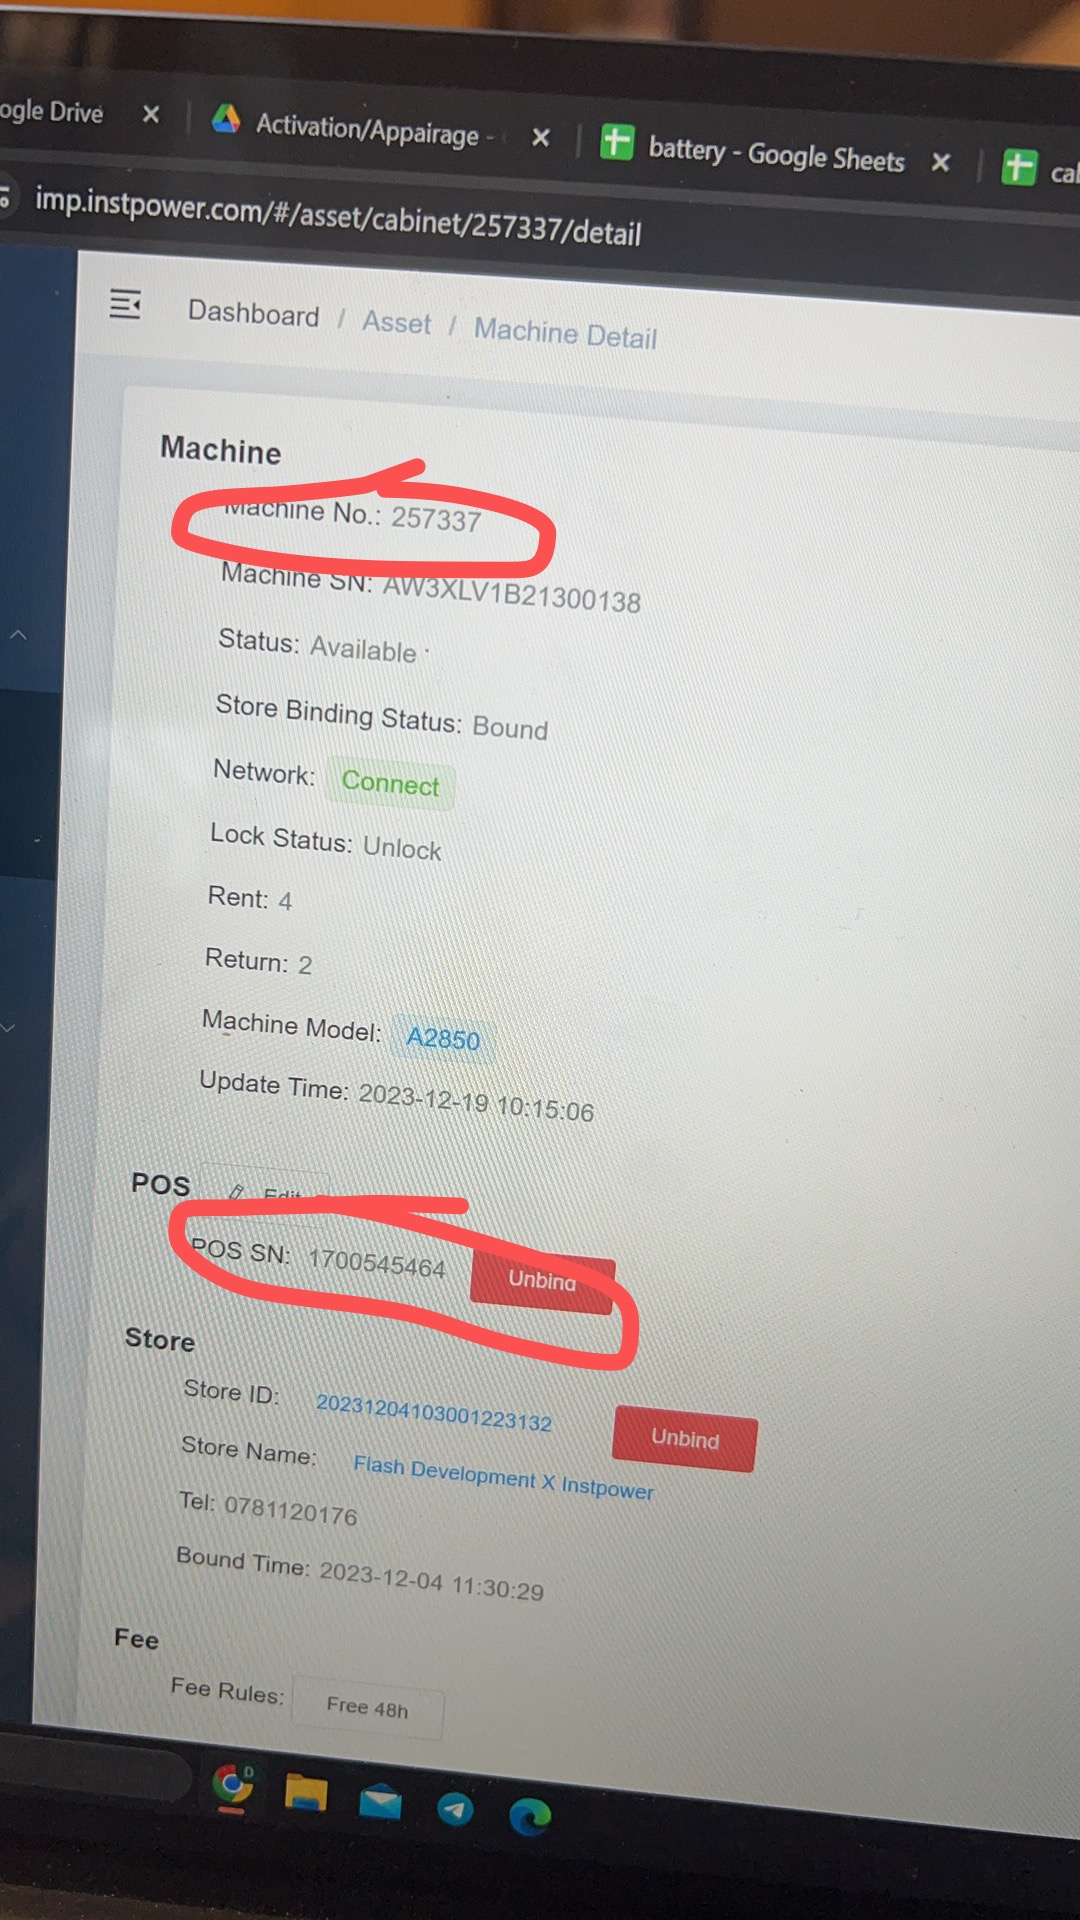 ogle Drive
Activation/Appairage -
battery - Google Sheets
imp.instpower.com/#/asset/cabinet/257337/detail
Dashboard / Asset / Machine Detail
Machine
Machine No.: 257337
Machine SN: AW3XLV1B21300138
Status: Available
Store Binding Status: Bound
Network: Connect
Lock Status: Unlock
Rent: 4
Return: 2
Machine Model: A2850
Update Time: 2023-12-19 10:15:06
POS Edit
POS SN: 1700545464 Unbind
Store
Store ID: 20231204103001223132 Unbind
Store Name: Flash Development X Instpower
Tel: 0781120176
Bound Time: 2023-12-04 11:30:29
Fee
Fee Rules: Free 48h
D